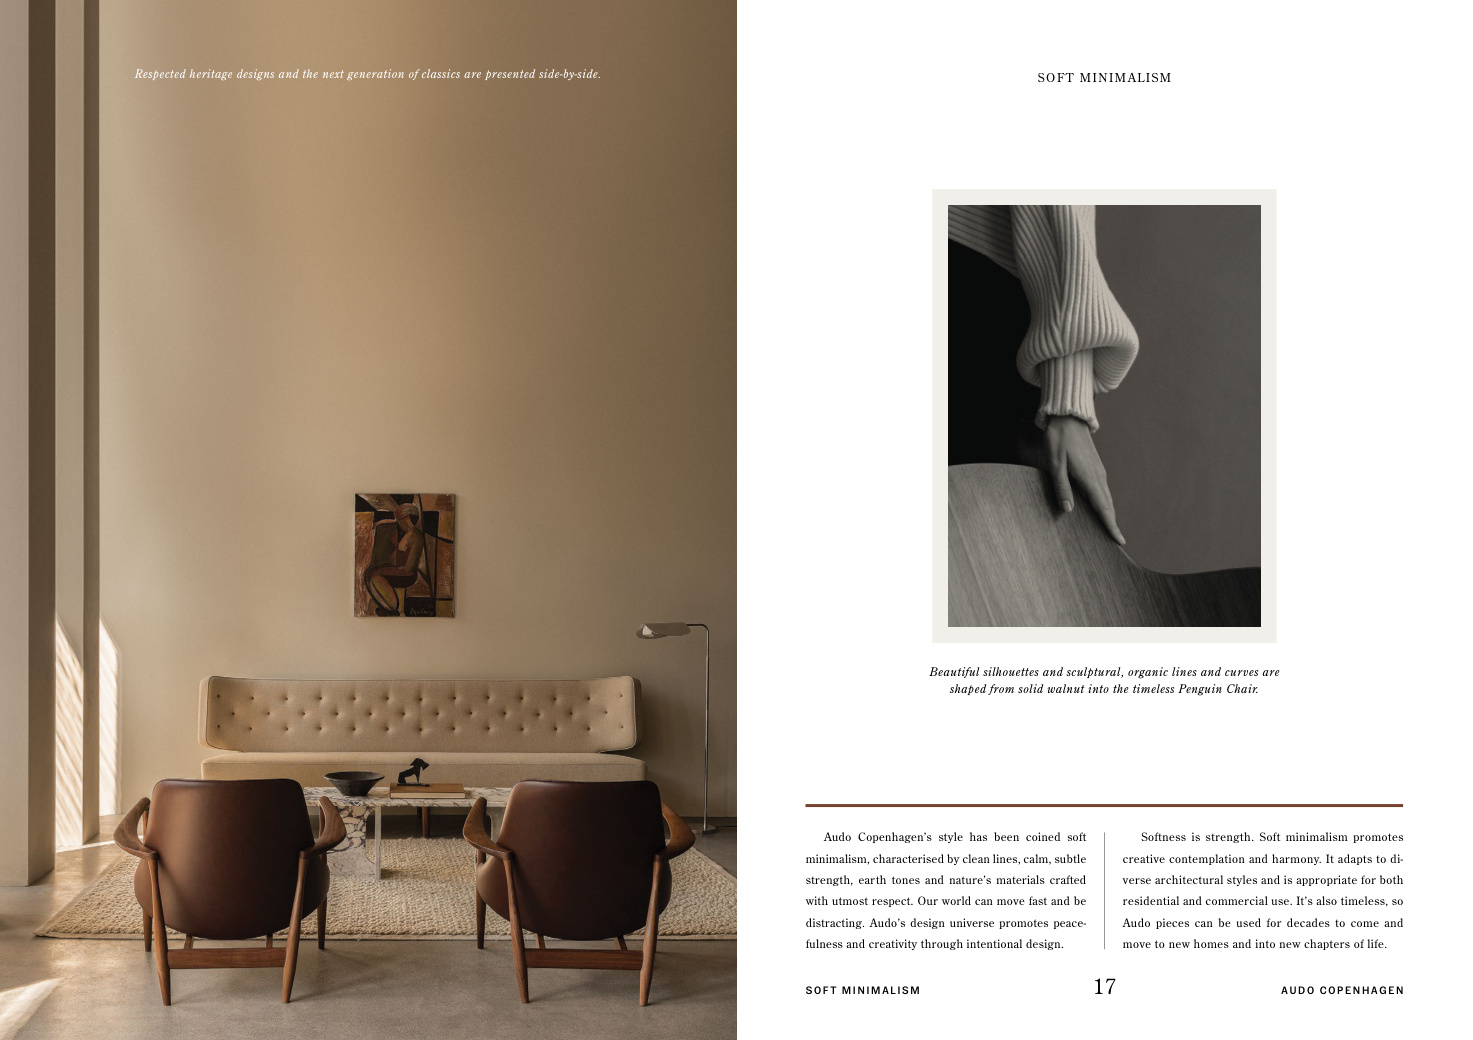 Respected heritage designs and the next generation of classics are presented side-by-side.
SOFT MINIMALISM
Beautiful silhouettes and sculptural, organic lines and curves are
shaped from solid walnut into the timeless Penguin Chair.
Audo Copenhagen’s style has been coined soft
minimalism, characterised by clean lines, calm, subtle
strength, earth tones and nature’s materials crafted
with utmost respect. Our world can move fast and be
distracting. Audo’s design universe promotes peace-
fulness and creativity through intentional design.
Softness is strength. Soft minimalism promotes
creative contemplation and harmony. It adapts to di-
verse architectural styles and is appropriate for both
residential and commercial use. It’s also timeless, so
Audo pieces can be used for decades to come and
move to new homes and into new chapters of life.
SOFT MINIMALISM
17
AUDO COPENHAGEN